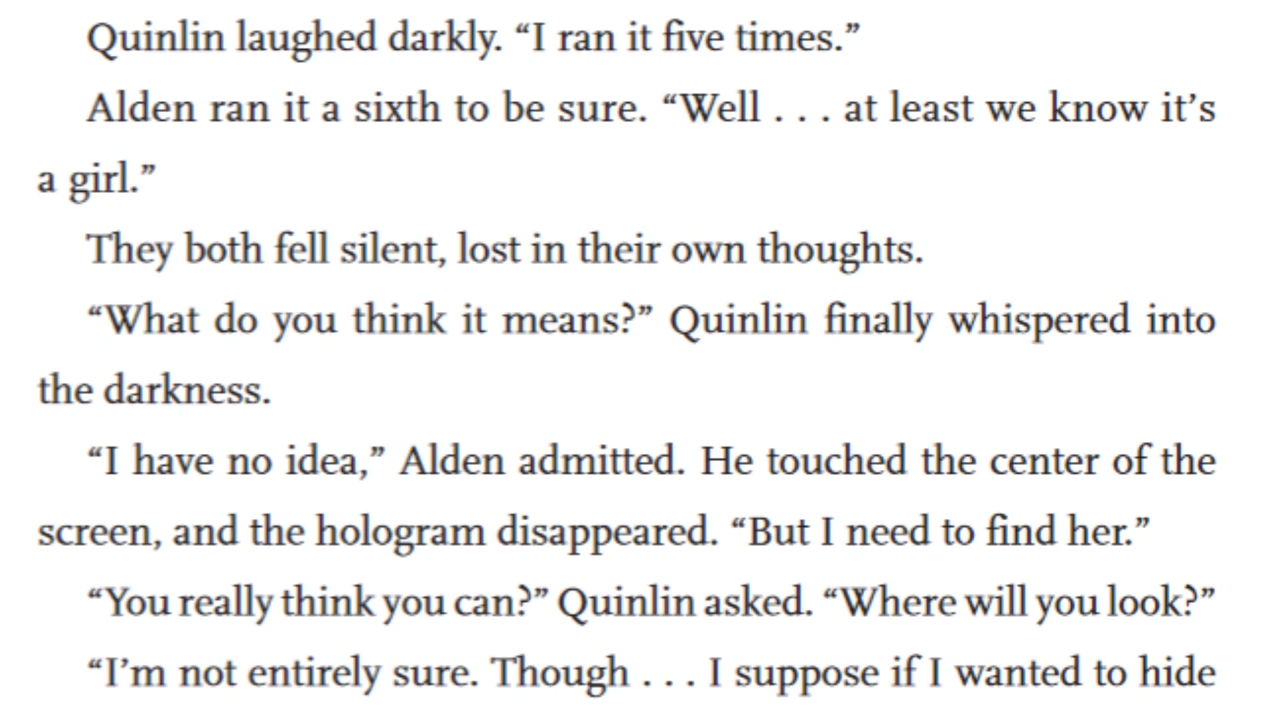 Quinlin laughed darkly. “I ran it five times.”
Alden ran it a sixth to be sure. “Well . . . at least we know it’s
a girl.”
They both fell silent, lost in their own thoughts.
“What do you think it means?” Quinlin finally whispered into
the darkness.
“I have no idea,” Alden admitted. He touched the center of the
screen, and the hologram disappeared. “But I need to find her.”
“You really think you can?” Quinlin asked. “Where will you look?”
“I’m not entirely sure. Though . . . I suppose if I wanted to hide